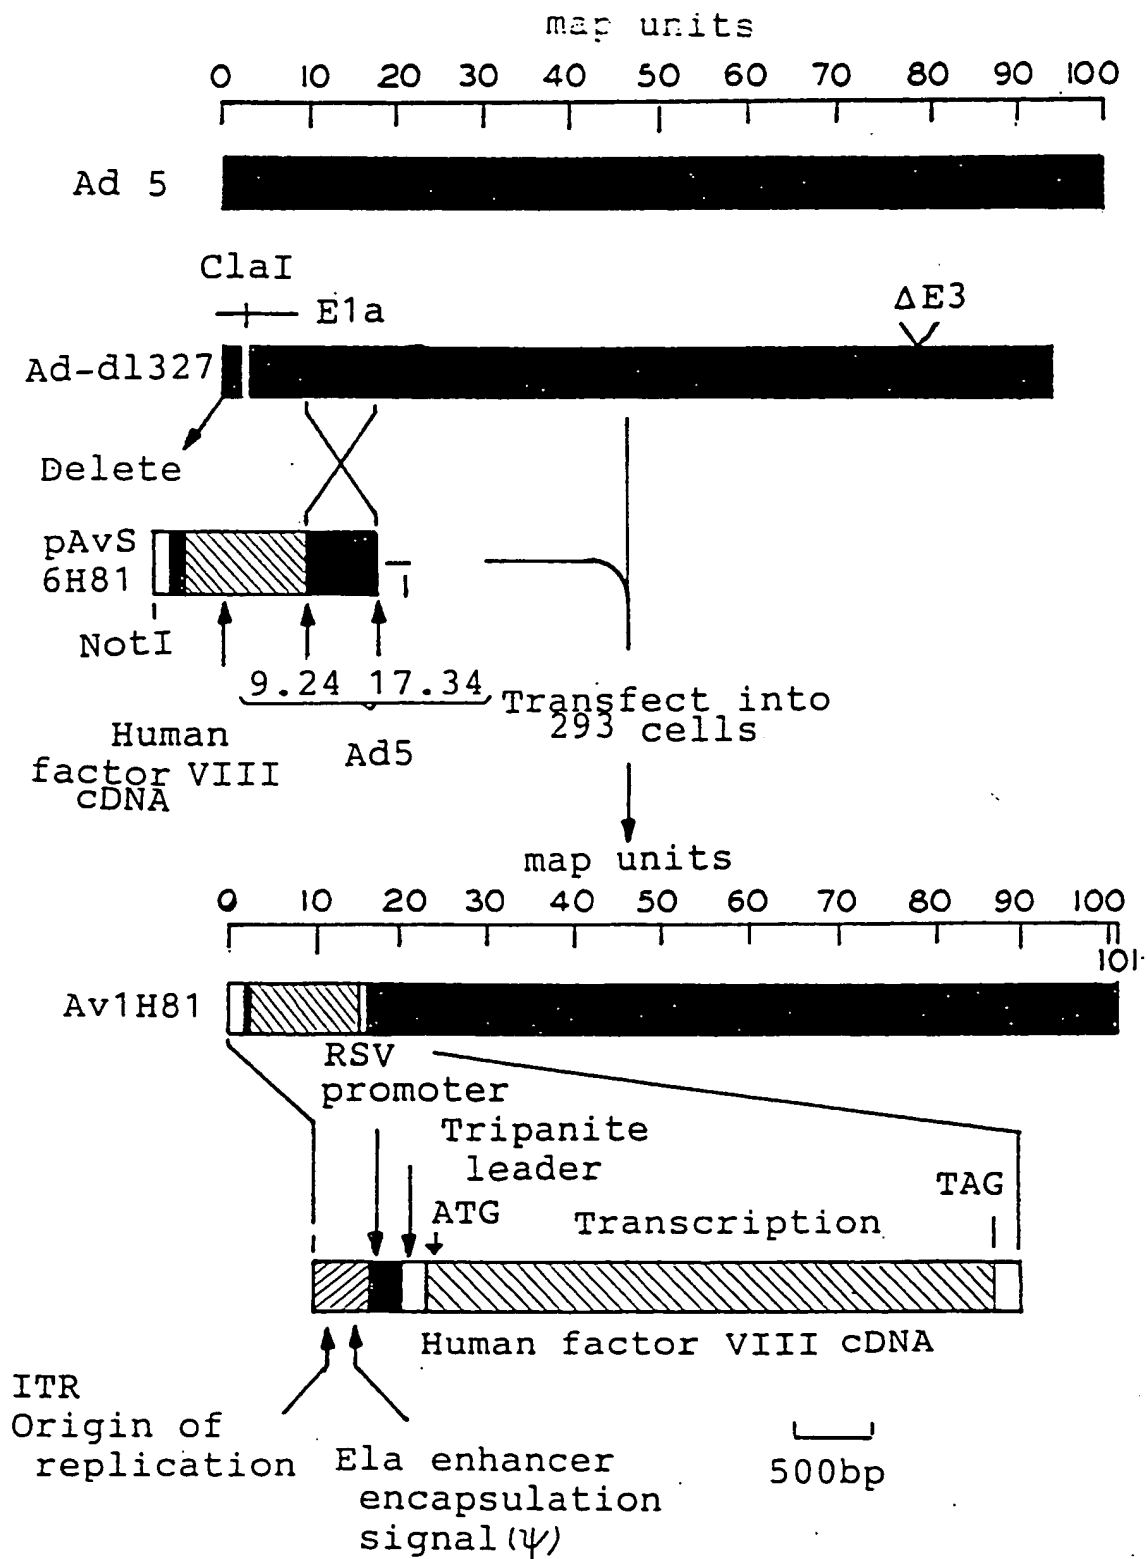 map units
0 10 20 30 40 50 60 70 80 90 100
Ad 5
ClaI
E1a
ΔE3
Ad-dl327
Delete
pAvS
6H81
NotI
9.24 17.34
Human
factor VIII
cDNA
Ad5
Transfect into
293 cells
map units
0 10 20 30 40 50 60 70 80 90 100
101
Av1H81
RSV
promoter
Tripanite
leader
ATG
Transcription
TAG
Human factor VIII cDNA
ITR
Origin of
replication
Ela enhancer
encapsulation
signal(ψ)
500bp